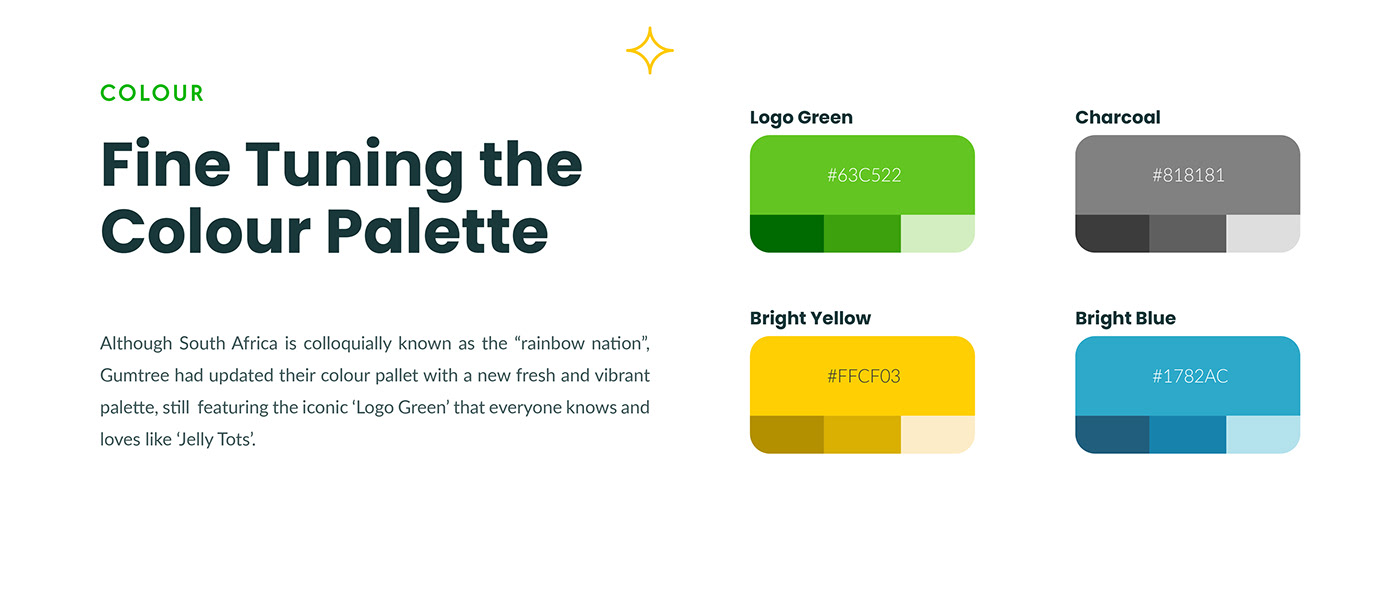 COLOUR
Fine Tuning the
Colour Palette
Although South Africa is colloquially known as the “rainbow nation”,
Gumtree had updated their colour pallet with a new fresh and vibrant
palette, still  featuring the iconic ‘Logo Green’ that everyone knows and
loves like ‘Jelly Tots’.
Logo Green
#63C522
Charcoal
#818181
Bright Yellow
#FFCF03
Bright Blue
#1782AC